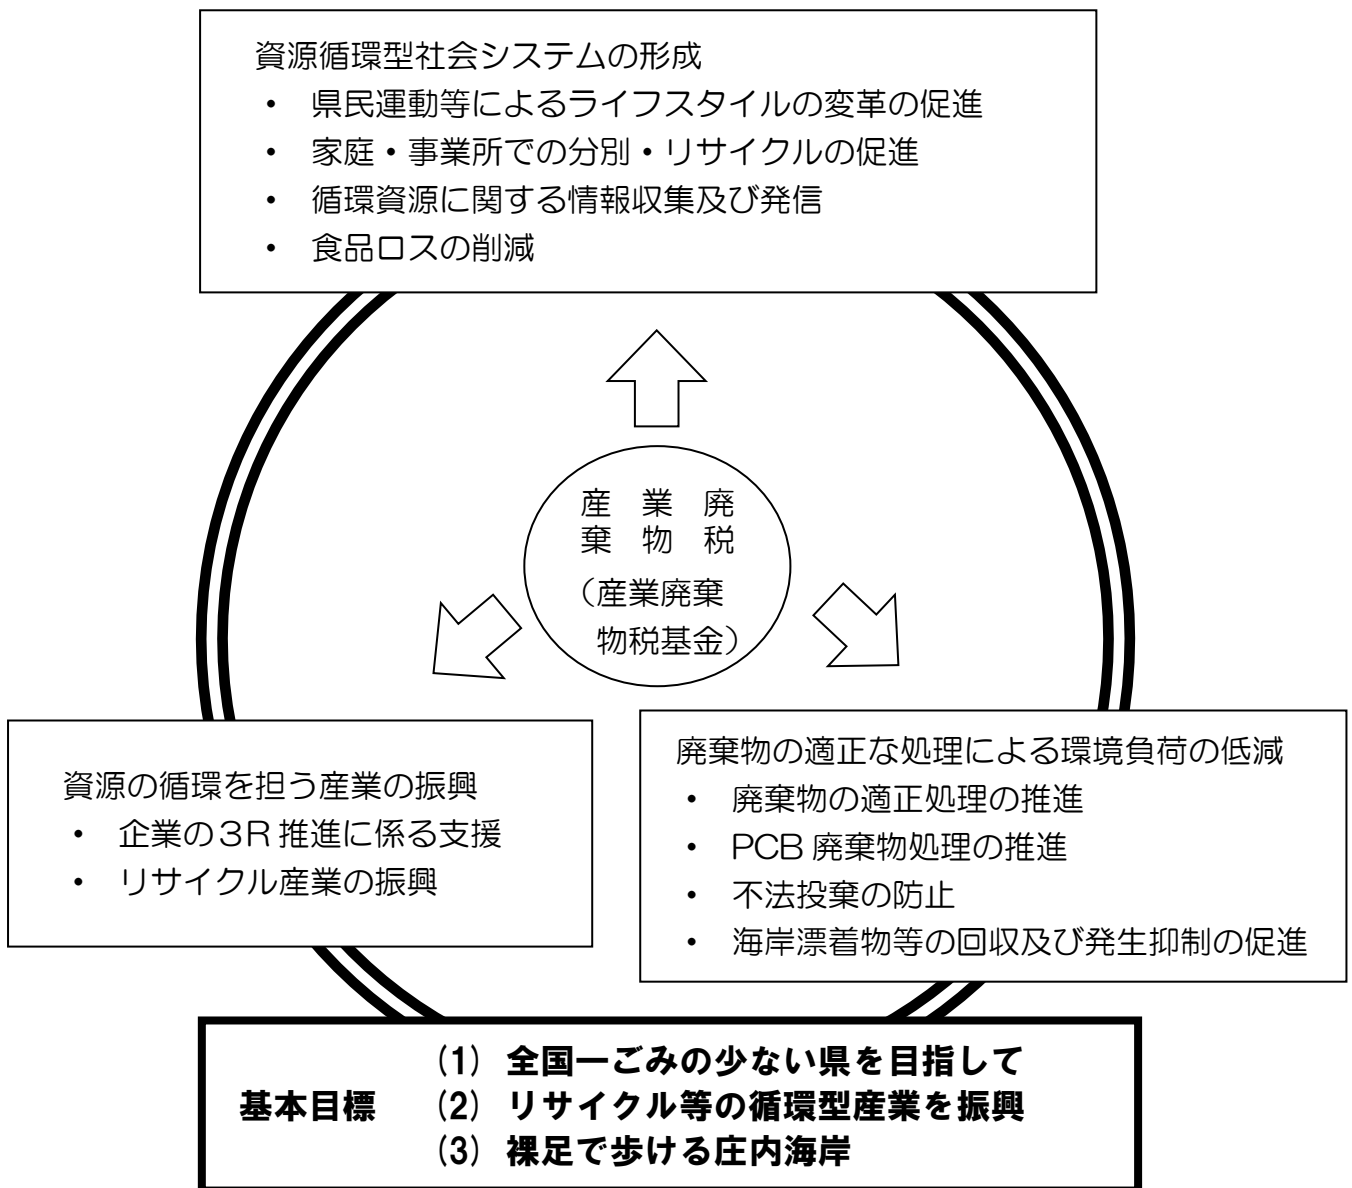 資源循環型社会システムの形成
・ 県民運動等によるライフスタイルの変革の促進
・ 家庭・事業所での分別・リサイクルの促進
・ 循環資源に関する情報収集及び発信
・ 食品ロスの削減
産業廃
棄物税
（産業廃棄
物税基金）
資源の循環を担う産業の振興
・ 企業の３R推進に係る支援
・ リサイクル産業の振興
廃棄物の適正な処理による環境負荷の低減
・ 廃棄物の適正処理の推進
・ PCB廃棄物処理の推進
・ 不法投棄の防止
・ 海岸漂着物等の回収及び発生抑制の促進
基本目標
(1) 全国一ごみの少ない県を目指して
(2) リサイクル等の循環型産業を振興
(3) 裸足で歩ける庄内海岸